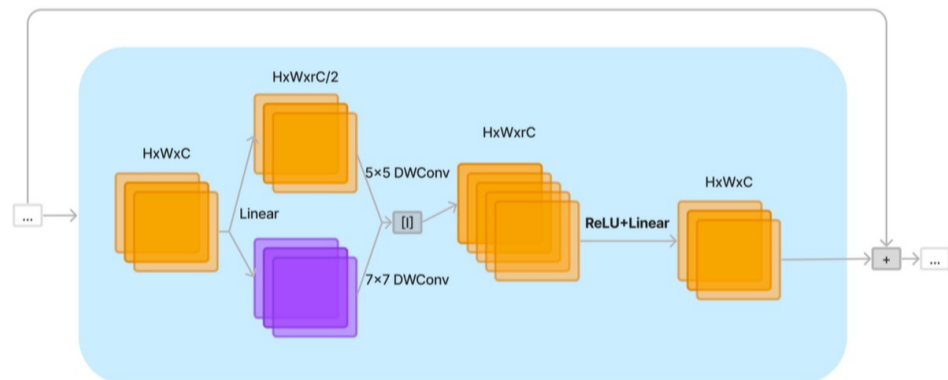 HxWxrC/2
HxWxC
5×5 DWConv
HxWxrC
HxWxC
...
Linear
[|]
ReLU+Linear
7×7 DWConv
+
...